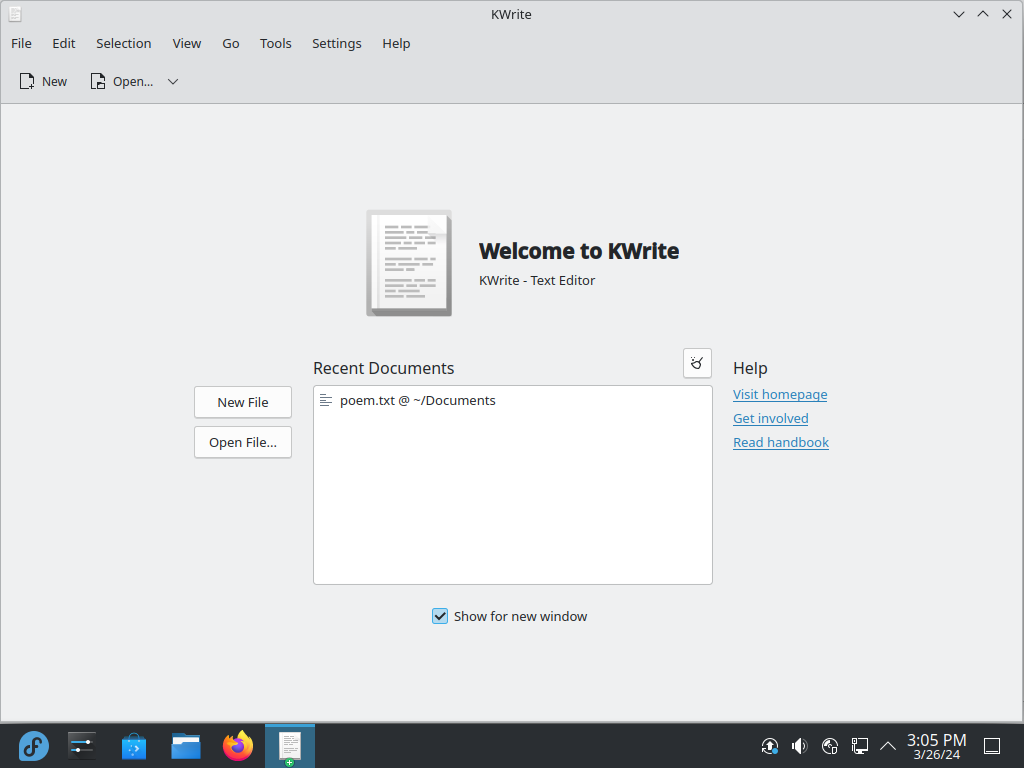 KWrite
File Edit Selection View Go Tools Settings Help
New Open...
Welcome to KWrite
KWrite - Text Editor
Recent Documents
Help
New File
Open File...
poem.txt @ ~/Documents
Visit homepage
Get involved
Read handbook
Show for new window
3:05 PM
3/26/24